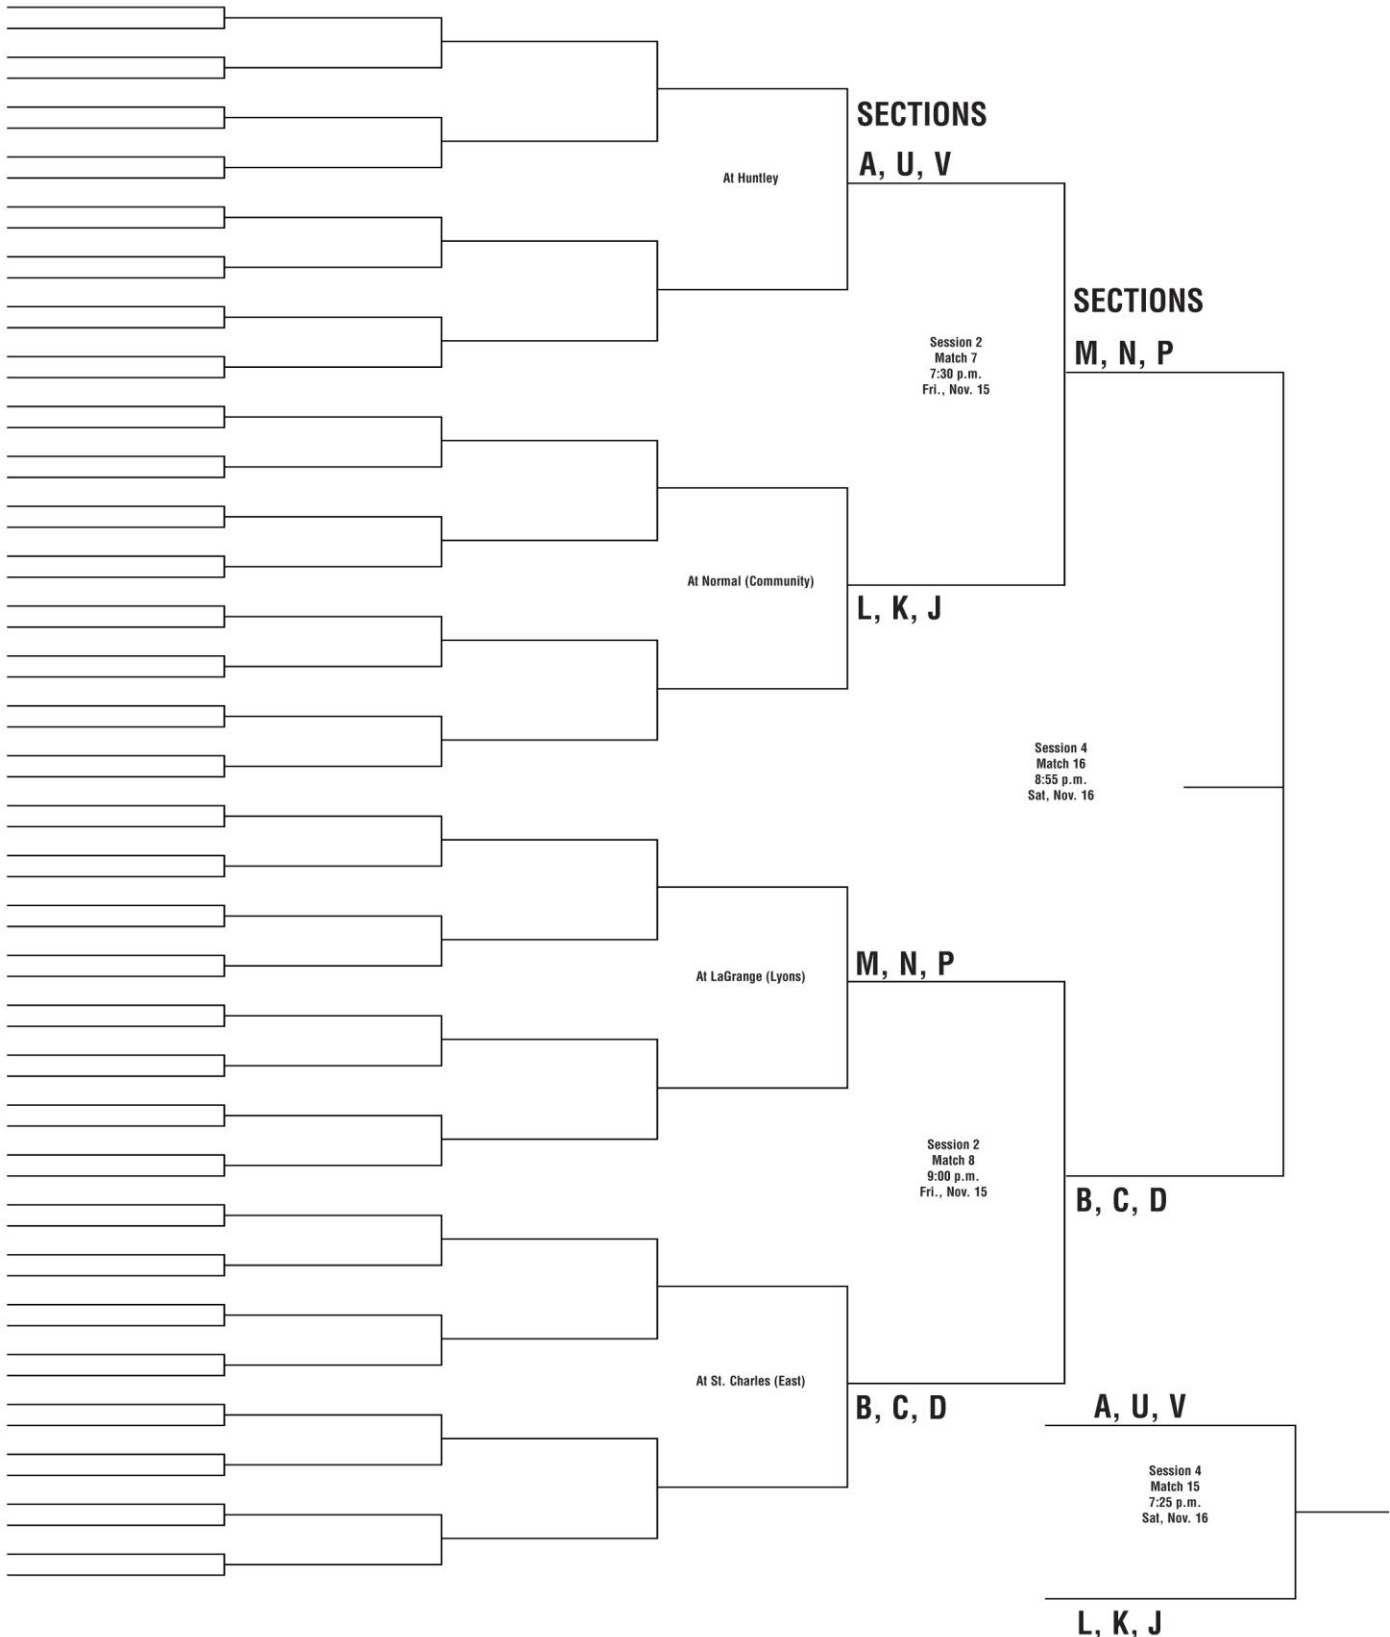 SECTIONS
A, U, V
At Huntley
SECTIONS
Session 2
Match 7
7:30 p.m.
Fri., Nov. 15
M, N, P
At Normal (Community)
L, K, J
Session 4
Match 16
8:55 p.m.
Sat, Nov. 16
M, N, P
At LaGrange (Lyons)
Session 2
Match 8
9:00 p.m.
Fri., Nov. 15
B, C, D
At St. Charles (East)
B, C, D
A, U, V
Session 4
Match 15
7:25 p.m.
Sat, Nov. 16
L, K, J